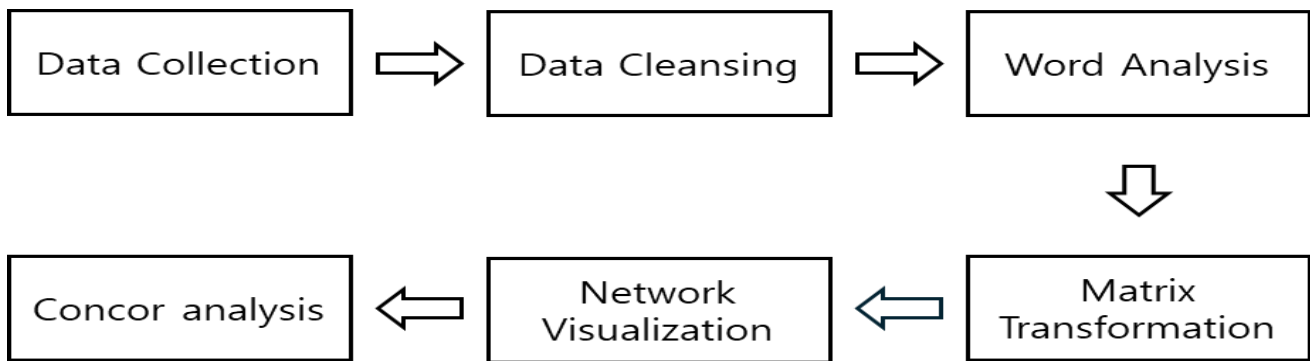 Data Collection
Data Cleansing
Word Analysis
Matrix
Transformation
Network
Visualization
Concor analysis